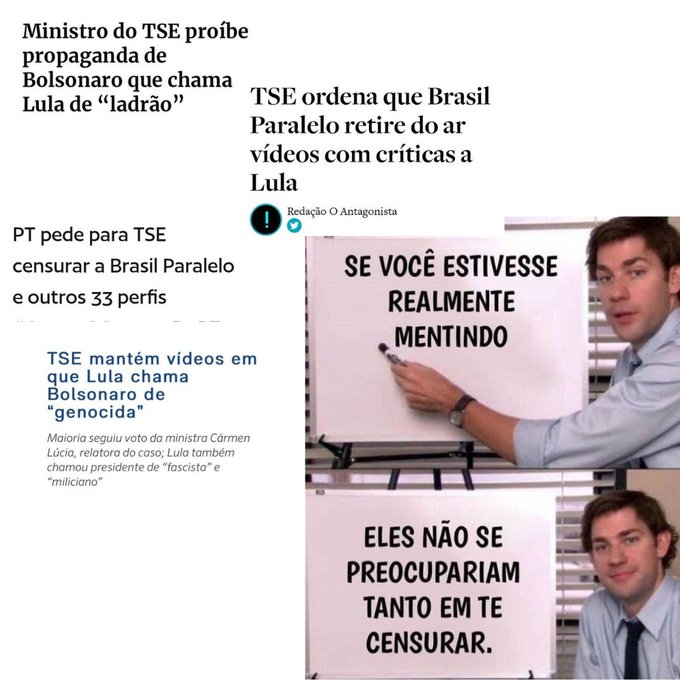 Ministro do TSE proíbe
propaganda de
Bolsonaro que chama
Lula de “ladrão”
TSE ordena que Brasil
Paralelo retire do ar
vídeos com críticas a
Lula
Redação O Antagonista
PT pede para TSE
censurar a Brasil Paralelo
e outros 33 perfis
TSE mantém vídeos em
que Lula chama
Bolsonaro de
“genocida”
Maioria seguiu voto da ministra Cármen
Lúcia, relatora do caso; Lula também
chamou presidente de “fascista” e
“miliciano”
SE VOCÊ ESTIVESSE
REALMENTE
MENTINDO
ELES NÃO SE
PREOCUPARIAM
TANTO EM TE
CENSURAR.